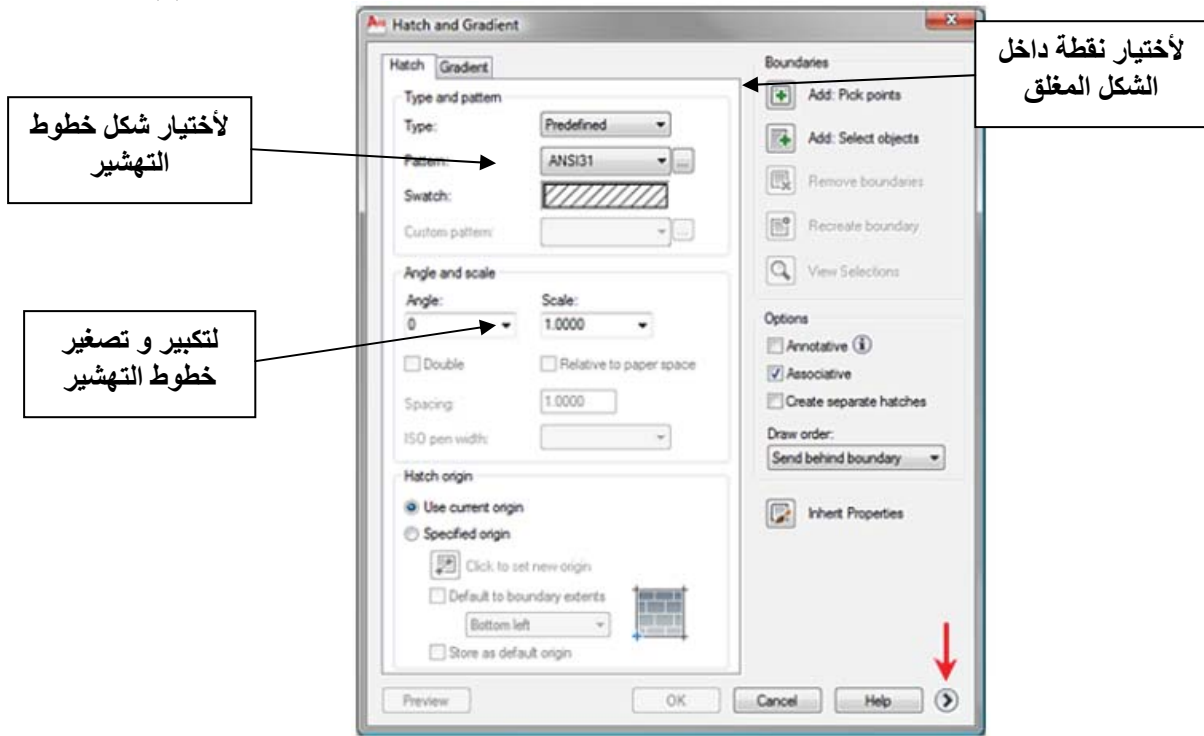 Hatch and Gradient
لأختيار نقطة داخل
الشكل المغلق
لأختيار شكل خطوط
التهشير
لتكبير و تصغير
خطوط التهشير
Hatch Gradient
Type and pattern
Type: Predefined
Pattern: ANSI31 ...
Swatch:
Custom pattern: ...
Angle and scale
Angle: Scale:
0 1.0000
Double Relative to paper space
Spacing: 1.0000
ISO pen width:
Hatch origin
Use current origin
Specified origin
Click to set new origin
Default to boundary extents
Bottom left
Store as default origin
Boundaries
Add: Pick points
Add: Select objects
Remove boundaries
Recreate boundary
View Selections
Options
Annotative
Associative
Create separate hatches
Draw order:
Send behind boundary
Inherit Properties
Preview OK Cancel Help